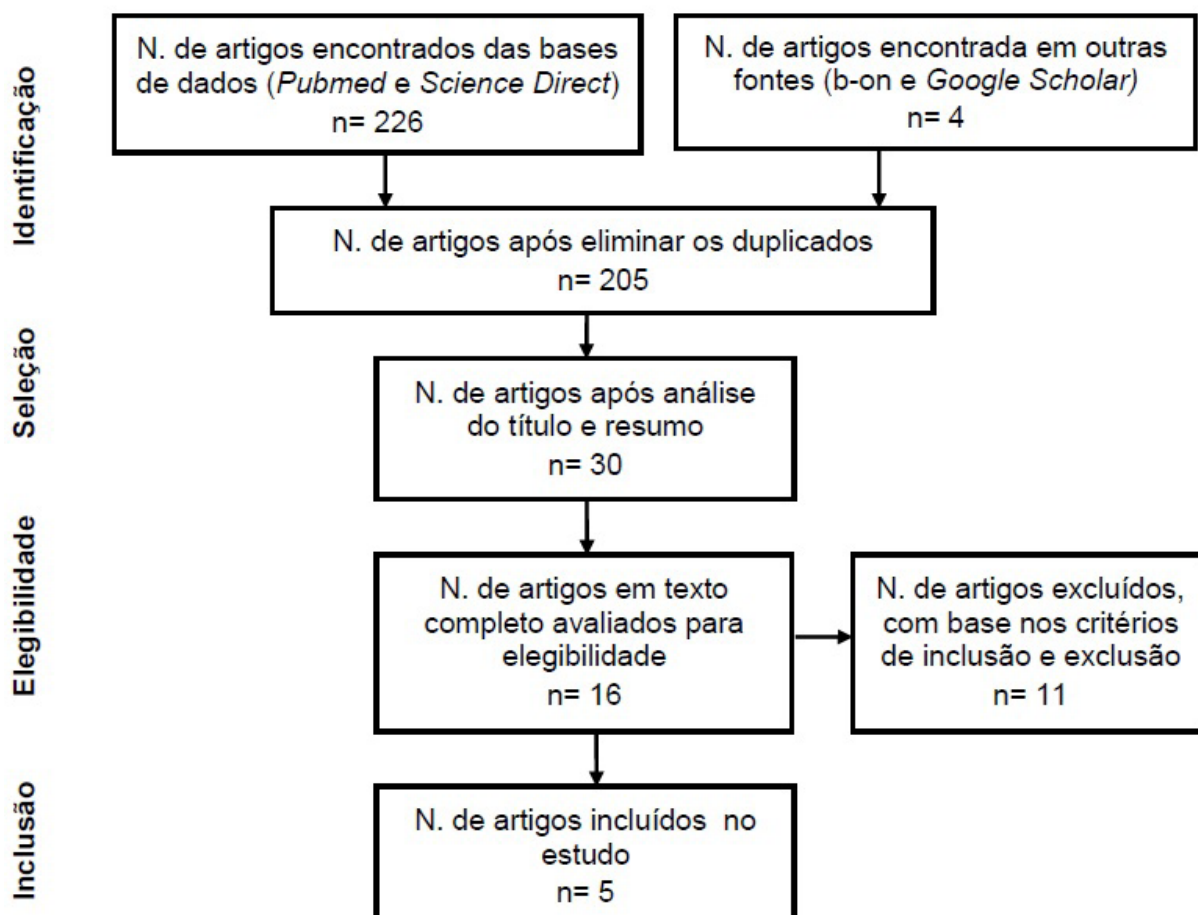 Identificação
N. de artigos encontrados das bases
de dados (Pubmed e Science Direct)
n= 226
N. de artigos encontrada em outras
fontes (b-on e Google Scholar)
n= 4
N. de artigos após eliminar os duplicados
n= 205
Seleção
N. de artigos após análise
do título e resumo
n= 30
Elegibilidade
N. de artigos em texto
completo avaliados para
elegibilidade
n= 16
N. de artigos excluídos,
com base nos critérios
de inclusão e exclusão
n= 11
Inclusão
N. de artigos incluídos no
estudo
n= 5